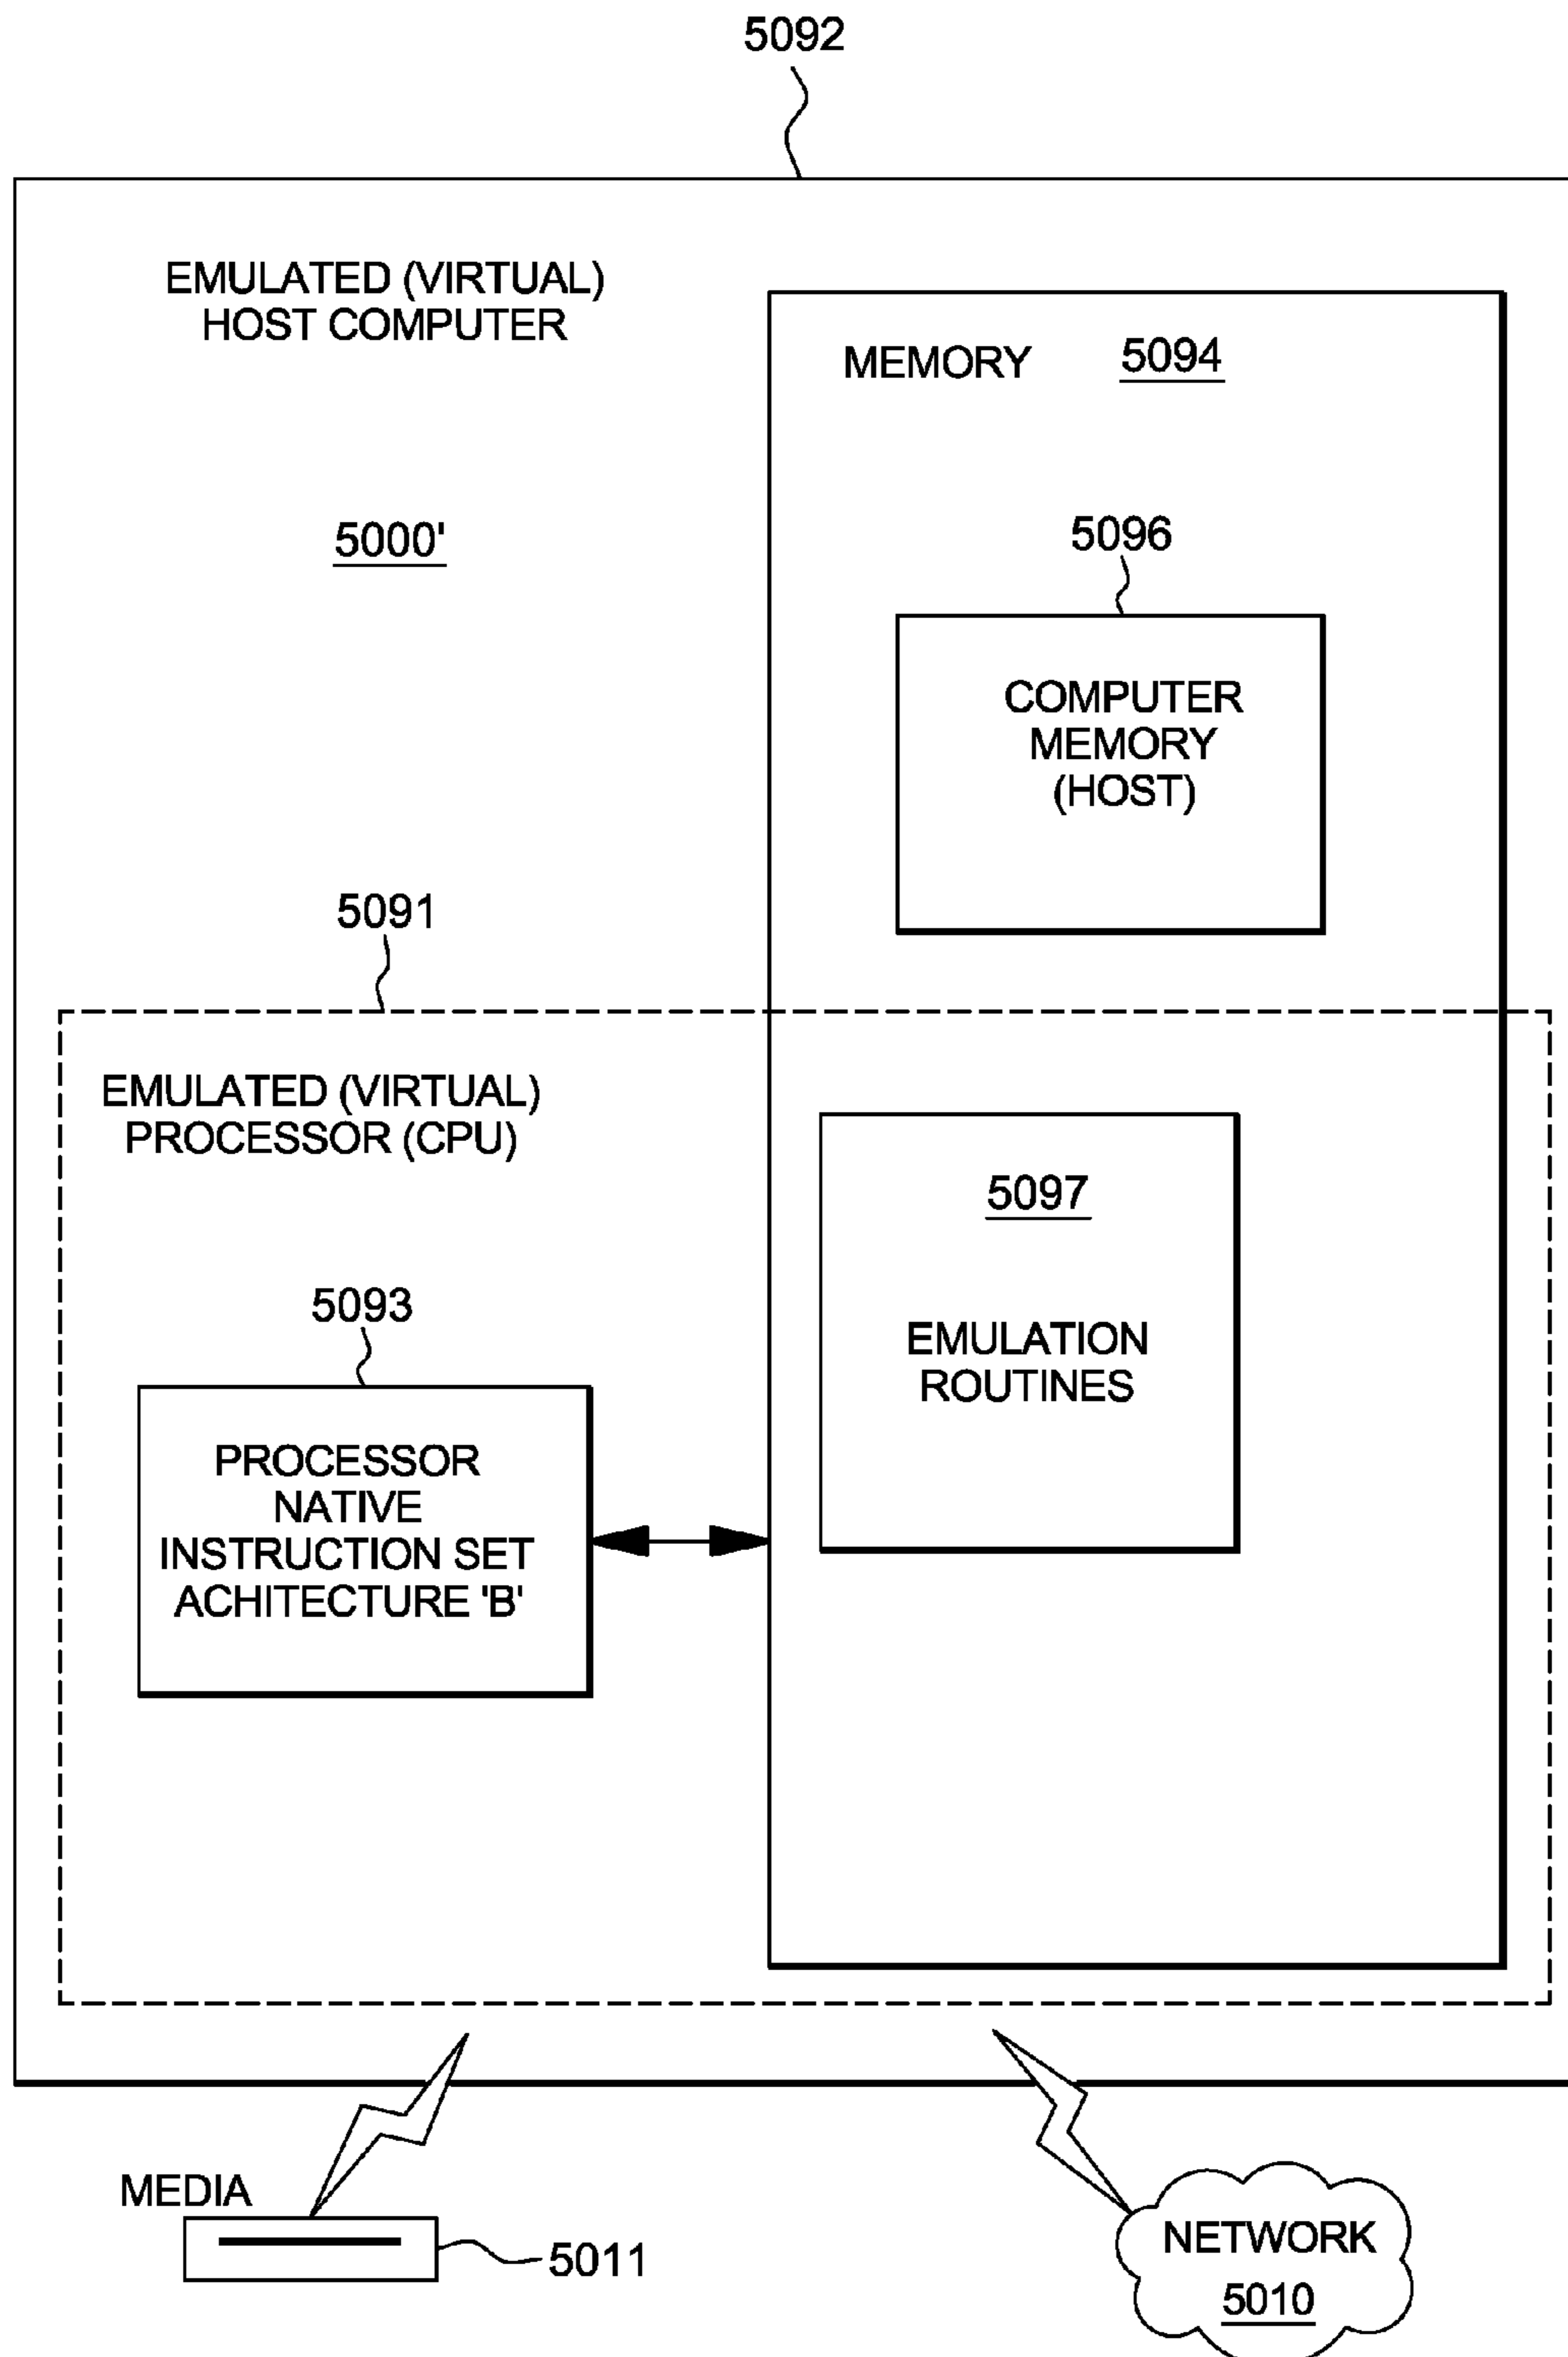 5092
EMULATED (VIRTUAL)
HOST COMPUTER
5000'
MEMORY 5094
5096
COMPUTER
MEMORY
(HOST)
5091
EMULATED (VIRTUAL)
PROCESSOR (CPU)
5097
EMULATION
ROUTINES
5093
PROCESSOR
NATIVE
INSTRUCTION SET
ACHITECTURE 'B'
MEDIA
5011
NETWORK
5010